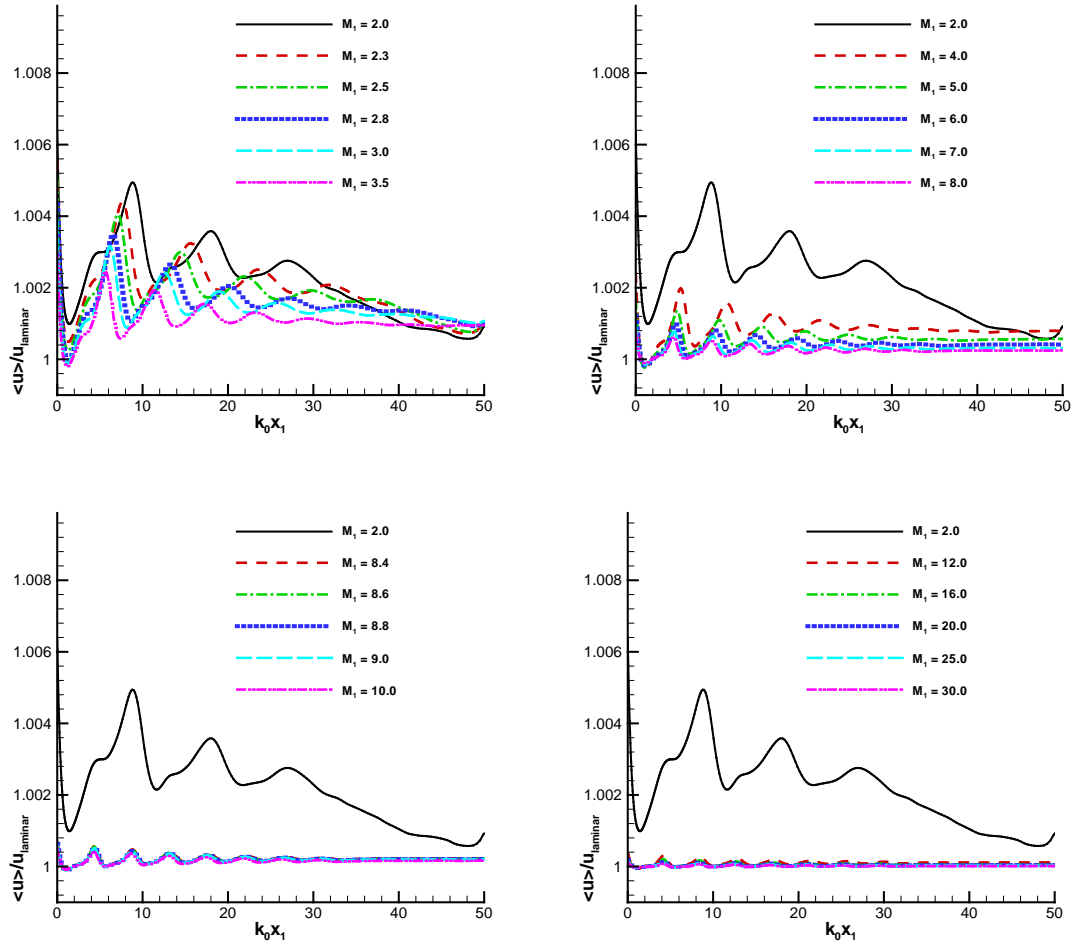 M1 = 2.0
M1 = 2.3
M1 = 2.5
M1 = 2.8
M1 = 3.0
M1 = 3.5
1.008
1.006
1.004
1.002
1
<u>/u_laminar
0 10 20 30 40 50
k0x1
M1 = 2.0
M1 = 4.0
M1 = 5.0
M1 = 6.0
M1 = 7.0
M1 = 8.0
1.008
1.006
1.004
1.002
1
<u>/u_laminar
0 10 20 30 40 50
k0x1
M1 = 2.0
M1 = 8.4
M1 = 8.6
M1 = 8.8
M1 = 9.0
M1 = 10.0
1.008
1.006
1.004
1.002
1
<u>/u_laminar
0 10 20 30 40 50
k0x1
M1 = 2.0
M1 = 12.0
M1 = 16.0
M1 = 20.0
M1 = 25.0
M1 = 30.0
1.008
1.006
1.004
1.002
1
<u>/u_laminar
0 10 20 30 40 50
k0x1